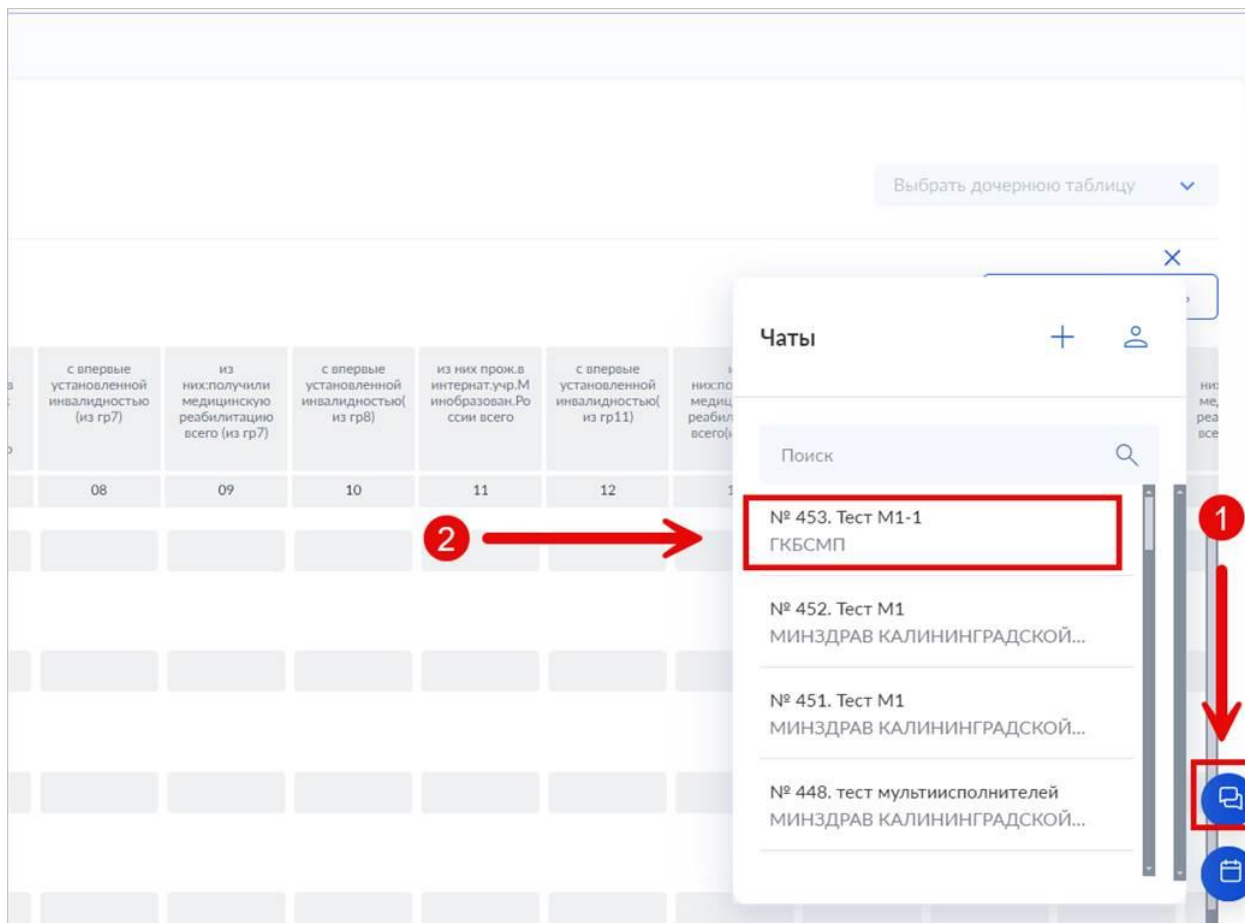 Выбрать дочернюю таблицу
Чаты
с впервые
установленной
инвалидностью
(из гр7)
из
них:получили
медицинскую
реабилитацию
всего (из гр7)
с впервые
установленной
инвалидностью(
из гр8)
из них прож.в
интернат.учр.М
инобразован.Ро
ссии всего
с впервые
установленной
инвалидностью(
из гр11)
08
09
10
11
12
Поиск
1
2
№ 453. Тест М1-1
ГКБСМП
№ 452. Тест М1
МИНЗДРАВ КАЛИНИНГРАДСКОЙ...
№ 451. Тест М1
МИНЗДРАВ КАЛИНИНГРАДСКОЙ...
№ 448. тест мультиисполнителей
МИНЗДРАВ КАЛИНИНГРАДСКОЙ...